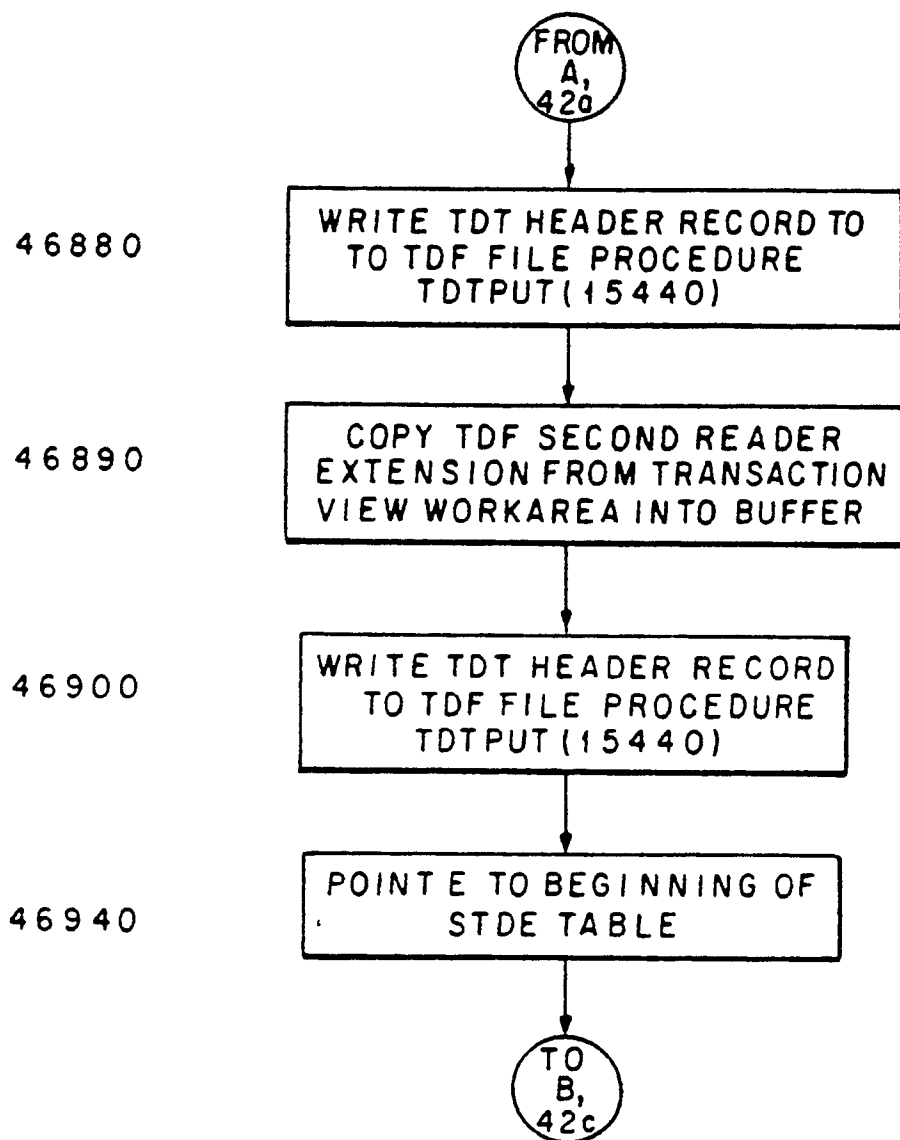 FROM
A,
42a
46880
WRITE TDT HEADER RECORD TO
TO TDF FILE PROCEDURE
TDTPUT(15440)
46890
COPY TDF SECOND READER
EXTENSION FROM TRANSACTION
VIEW WORKAREA INTO BUFFER
46900
WRITE TDT HEADER RECORD
TO TDF FILE PROCEDURE
TDTPUT(15440)
46940
POINT E TO BEGINNING OF
STDE TABLE
TO
B,
42c